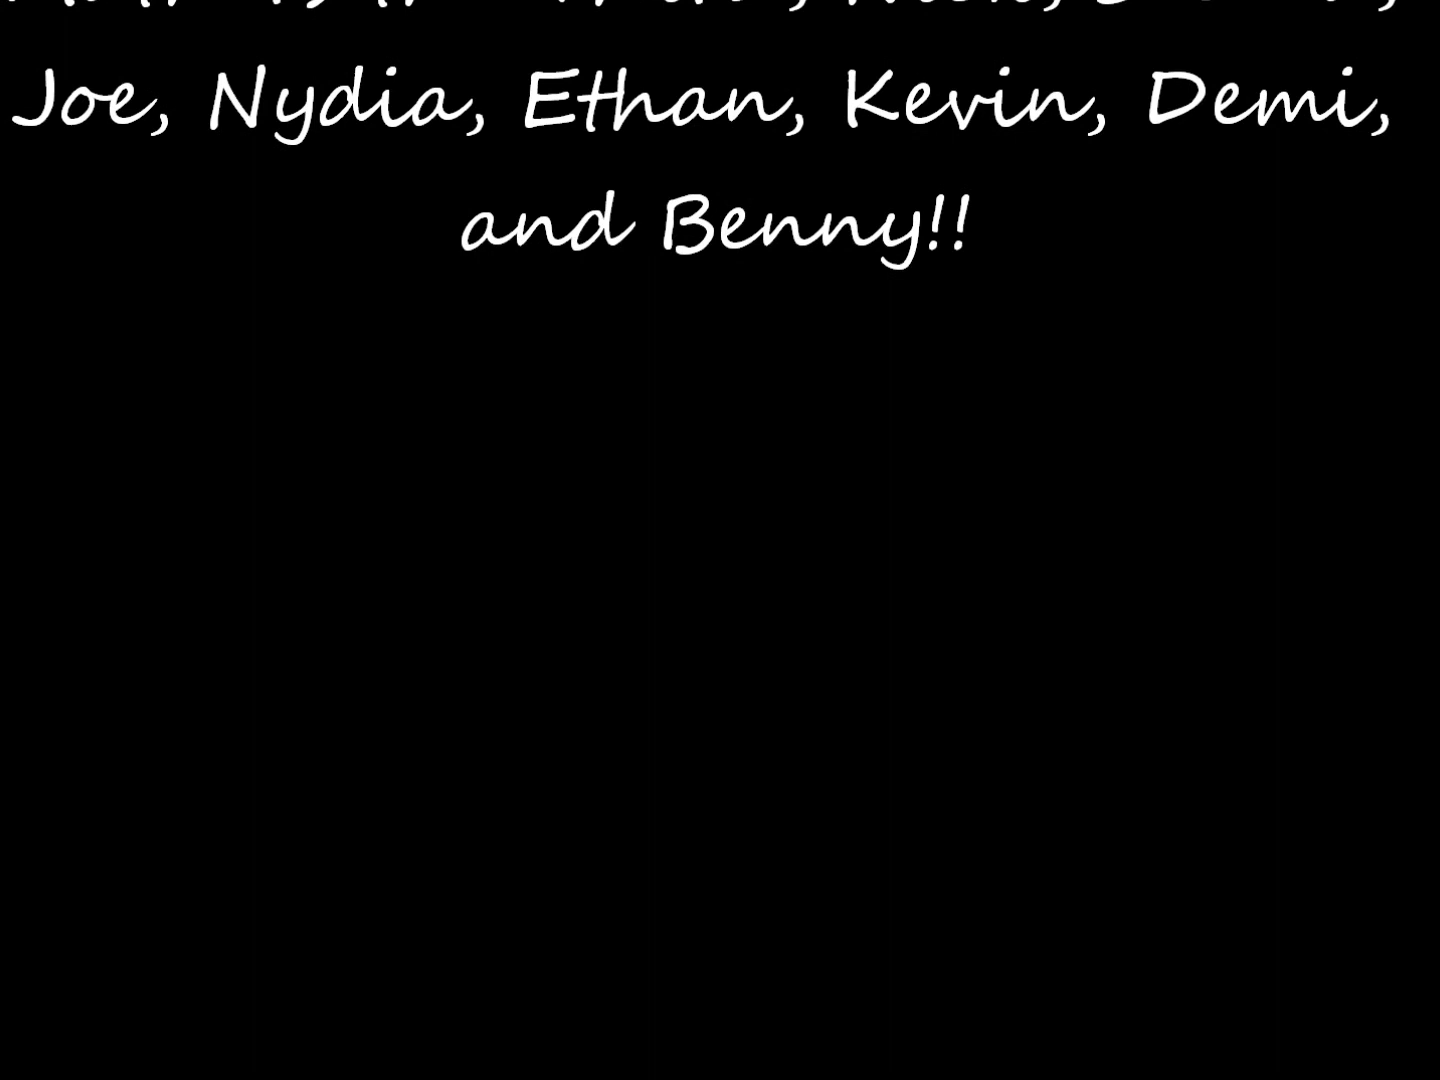 Joe, Nydia, Ethan, Kevin, Demi,
and Benny!!